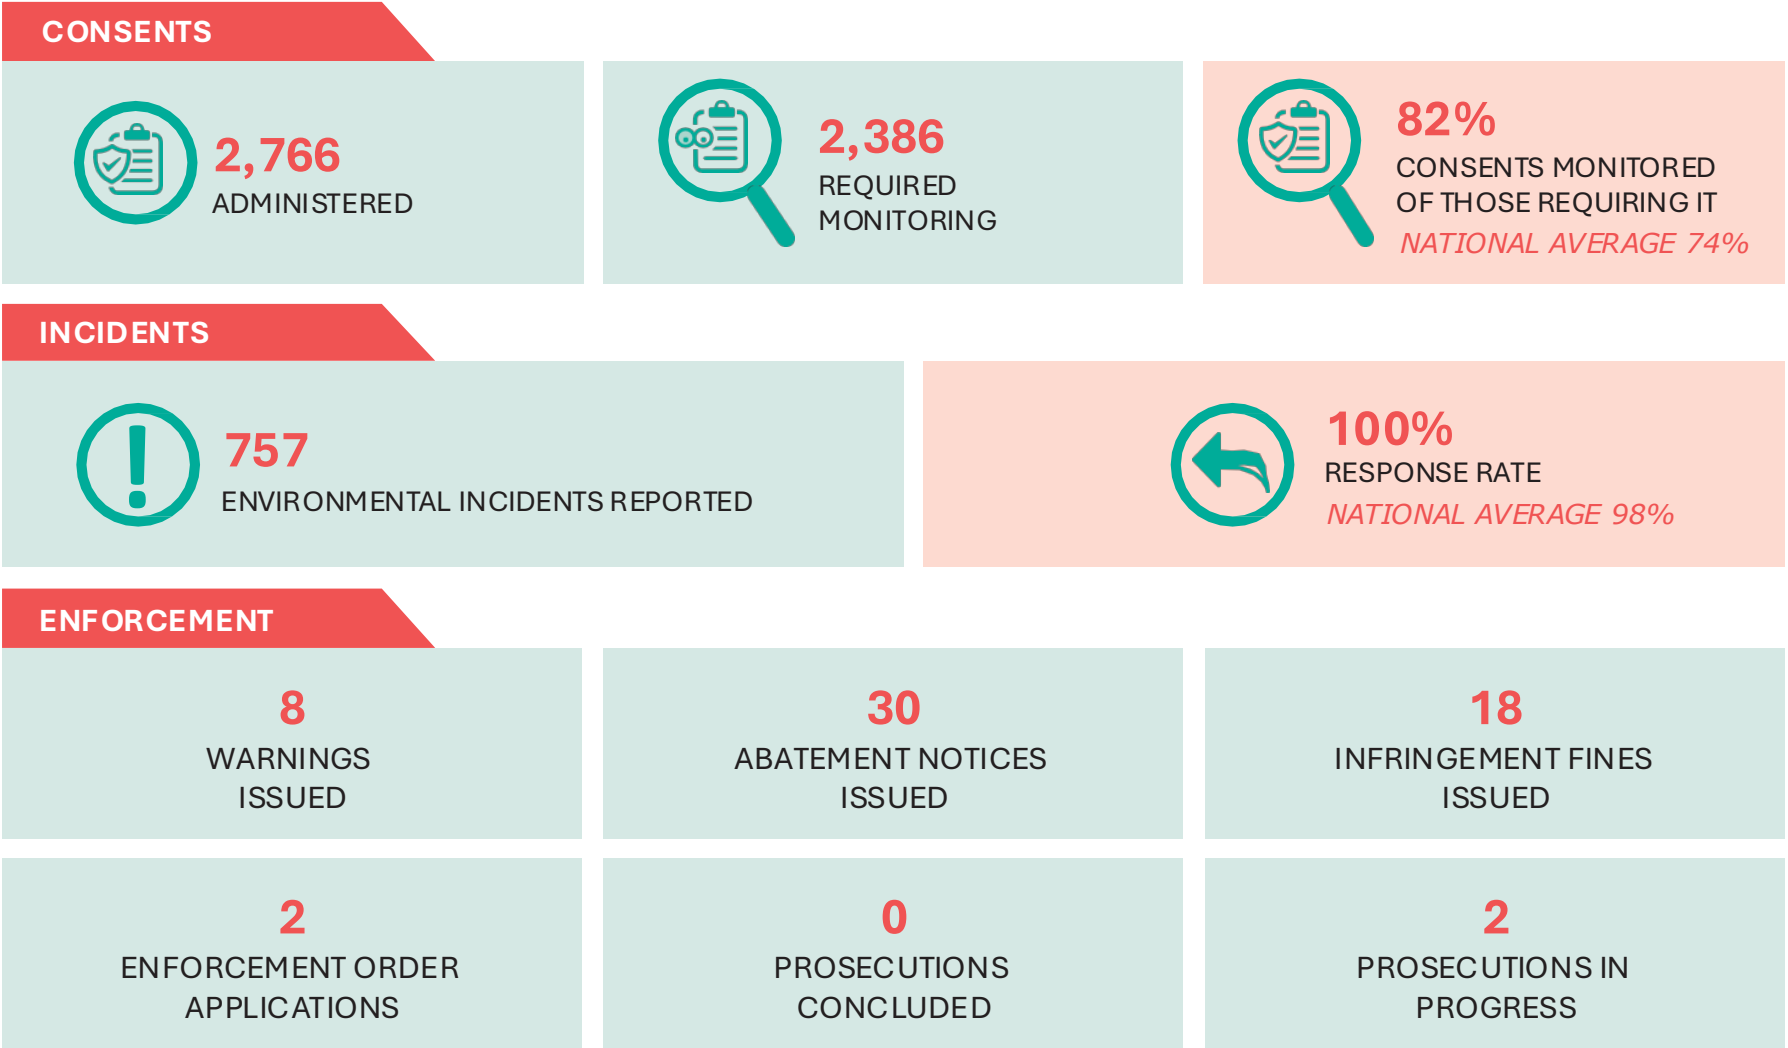 CONSENTS
2,766
ADMINISTERED
2,386
REQUIRED
MONITORING
82%
CONSENTS MONITORED
OF THOSE REQUIRING IT
NATIONAL AVERAGE 74%
INCIDENTS
757
ENVIRONMENTAL INCIDENTS REPORTED
100%
RESPONSE RATE
NATIONAL AVERAGE 98%
ENFORCEMENT
8
WARNINGS
ISSUED
30
ABATEMENT NOTICES
ISSUED
18
INFRINGEMENT FINES
ISSUED
2
ENFORCEMENT ORDER
APPLICATIONS
0
PROSECUTIONS
CONCLUDED
2
PROSECUTIONS IN
PROGRESS